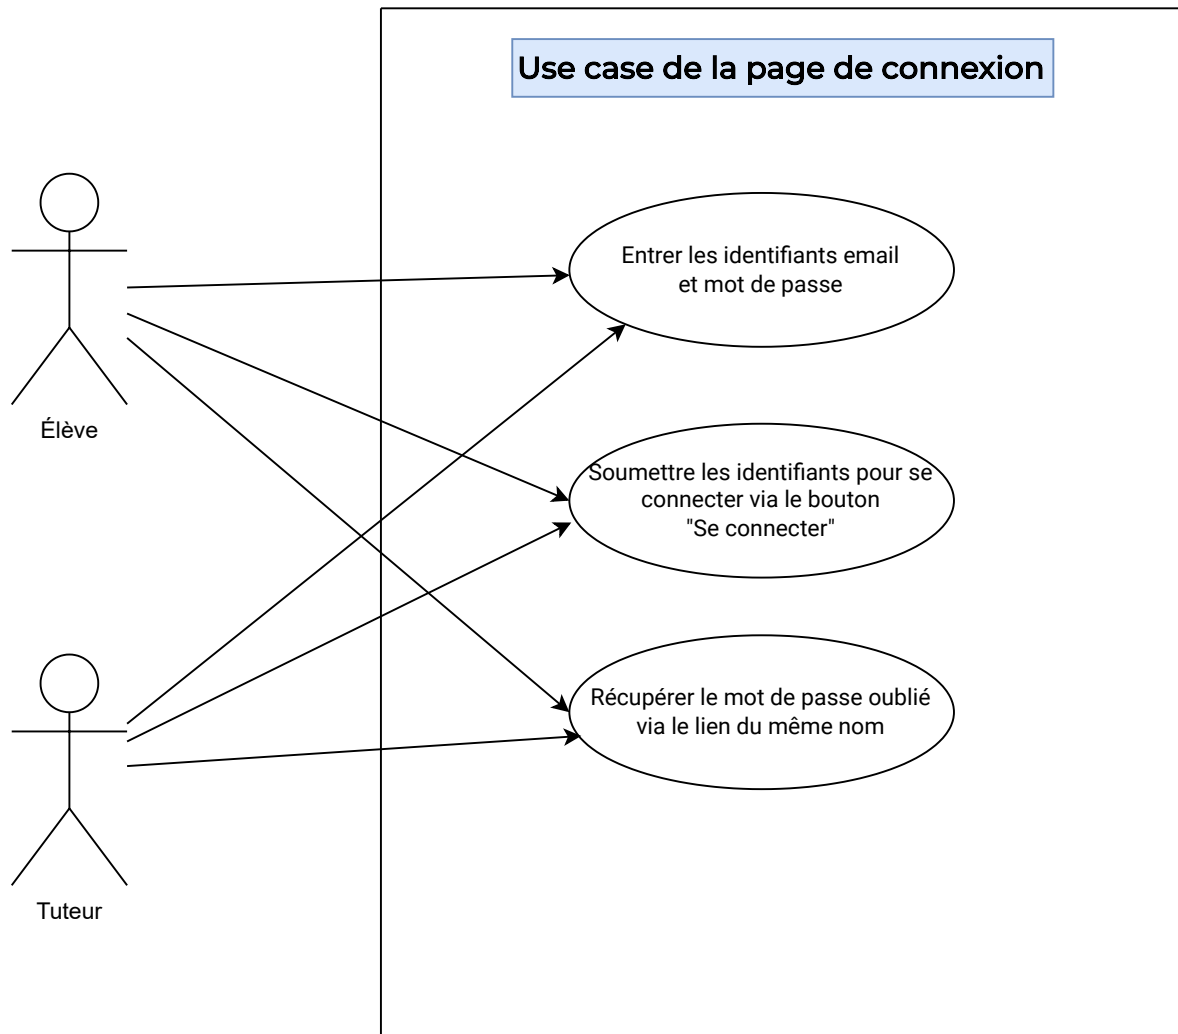 Use case de la page de connexion
Entrer les identifiants email
et mot de passe
Élève
Soumettre les identifiants pour se
connecter via le bouton
"Se connecter"
Récupérer le mot de passe oublié
via le lien du même nom
Tuteur